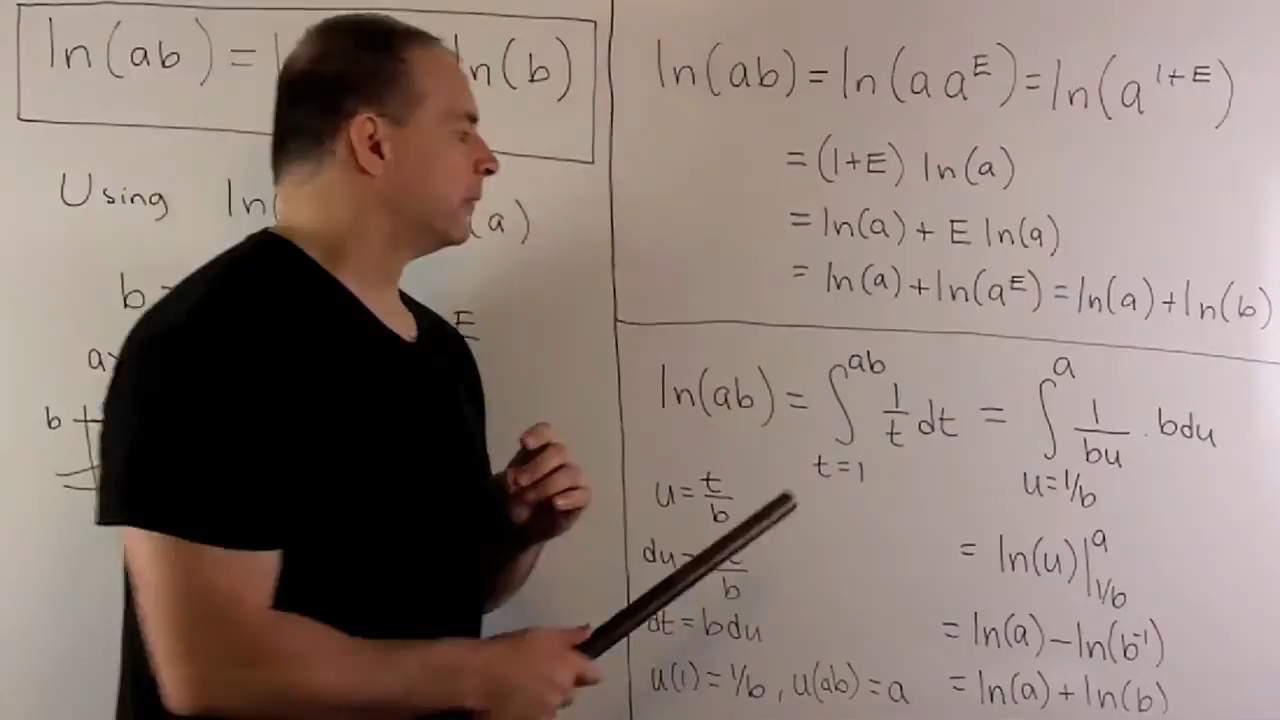 ln(ab) = ln(b)
Using ln( (a)
b =
E
a
b
ln(ab) = ln(a a^E) = ln(a^{1+E})
= (1+E) ln(a)
= ln(a) + E ln(a)
= ln(a) + ln(a^E) = ln(a) + ln(b)
ln(ab) = ∫_{t=1}^{ab} 1/t dt = ∫_{u=1/b}^{a} 1/(bu) · bdu
u = t/b
du =  /b
= ln(u)|_{1/b}^{a}
dt = bdu
= ln(a) − ln(b^{-1})
u(1) = 1/b, u(ab) = a
= ln(a) + ln(b)